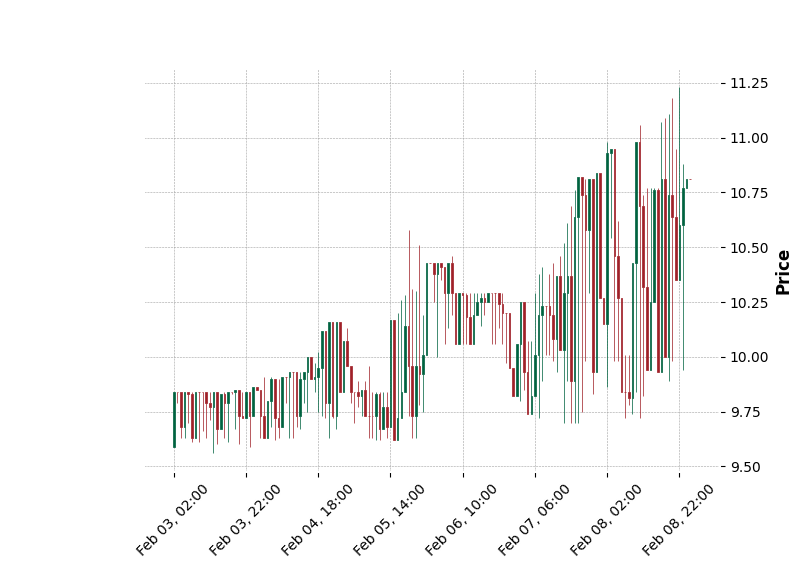 11.25
11.00
10.75
10.50
10.25
10.00
9.75
9.50
Price
Feb 03, 02:00
Feb 03, 22:00
Feb 04, 18:00
Feb 05, 14:00
Feb 06, 10:00
Feb 07, 06:00
Feb 08, 02:00
Feb 08, 22:00